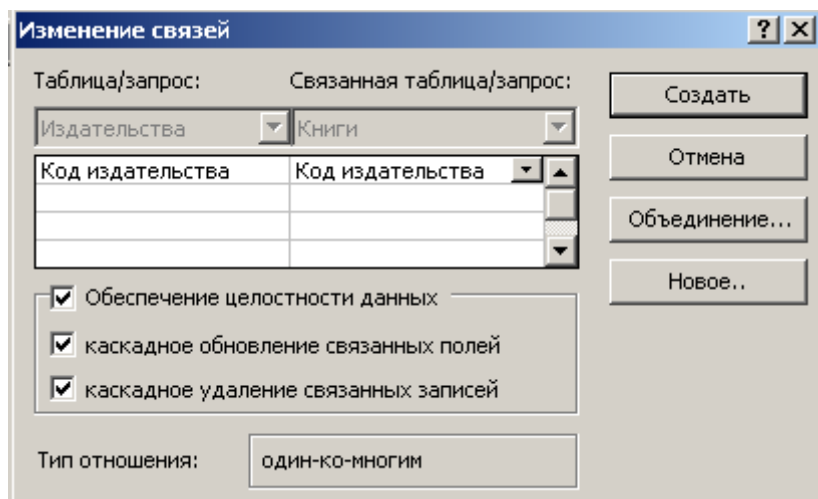 Изменение связей
Таблица/запрос: Связанная таблица/запрос:
Издательства Книги
Код издательства Код издательства
Создать
Отмена
Объединение...
Новое..
Обеспечение целостности данных
каскадное обновление связанных полей
каскадное удаление связанных записей
Тип отношения: один-ко-многим